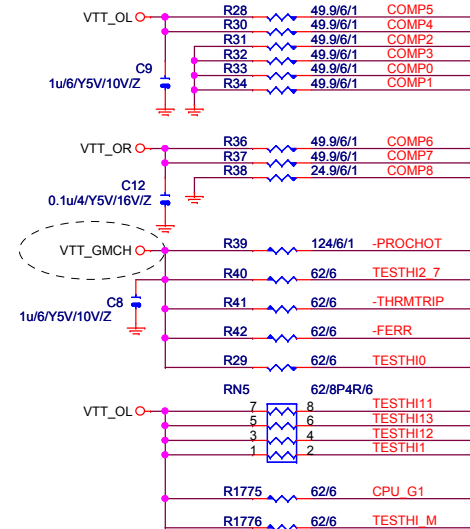 VTT_OL R28 49.9/6/1 COMP5
R30 49.9/6/1 COMP4
R31 49.9/6/1 COMP2
R32 49.9/6/1 COMP3
C9 R33 49.9/6/1 COMP0
1u/6/Y5V/10V/Z R34 49.9/6/1 COMP1
VTT_OR R36 49.9/6/1 COMP6
R37 49.9/6/1 COMP7
R38 24.9/6/1 COMP8
C12
0.1u/4/Y5V/16V/Z
VTT_GMCH R39 124/6/1 -PROCHOT
R40 62/6 TESTHI2_7
C8 R41 62/6 -THRMTRIP
1u/6/Y5V/10V/Z
R42 62/6 -FERR
R29 62/6 TESTHI0
RN5 62/8P4R/6
VTT_OL 7 8 TESTHI11
5 6 TESTHI13
3 4 TESTHI12
1 2 TESTHI1
R1775 62/6 CPU_G1
R1776 62/6 TESTHI_M